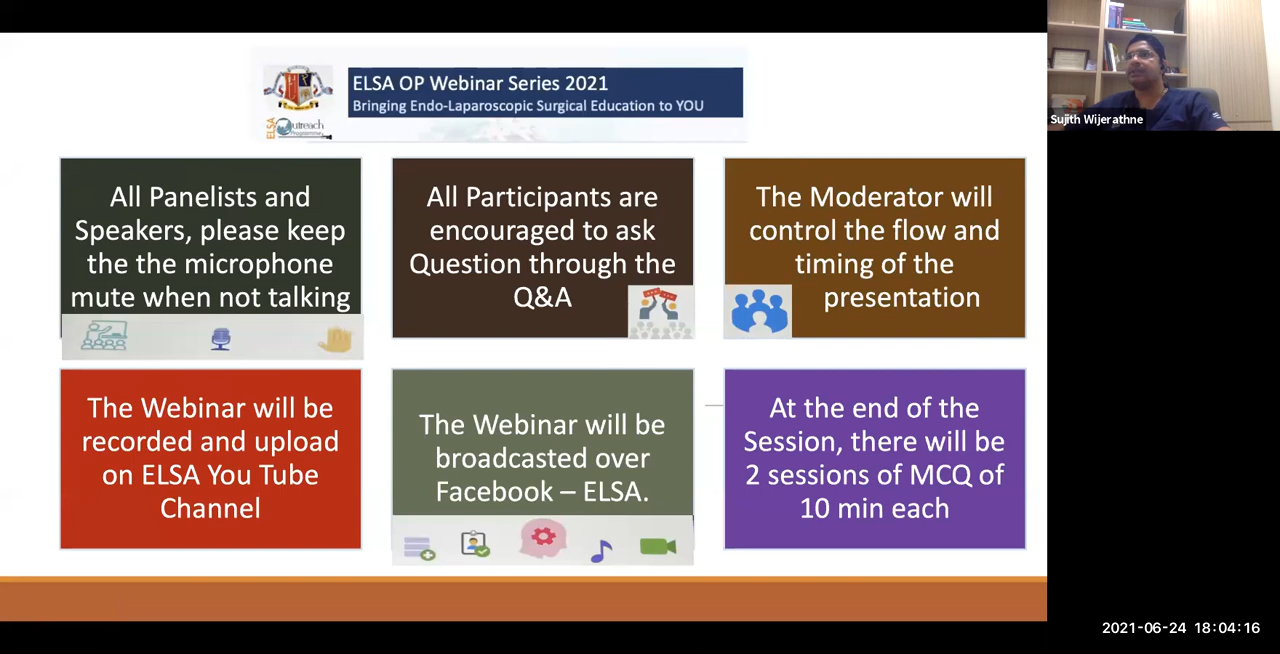 ELSA OP Webinar Series 2021
Bringing Endo-Laparoscopic Surgical Education to YOU
ELSA
Outreach
Programme
Sujith Wijerathne
All Panelists and
Speakers, please keep
the the microphone
mute when not talking
All Participants are
encouraged to ask
Question through the
Q&A
The Moderator will
control the flow and
timing of the
presentation
The Webinar will be
recorded and upload
on ELSA You Tube
Channel
The Webinar will be
broadcasted over
Facebook – ELSA.
At the end of the
Session, there will be
2 sessions of MCQ of
10 min each
2021-06-24 18:04:16